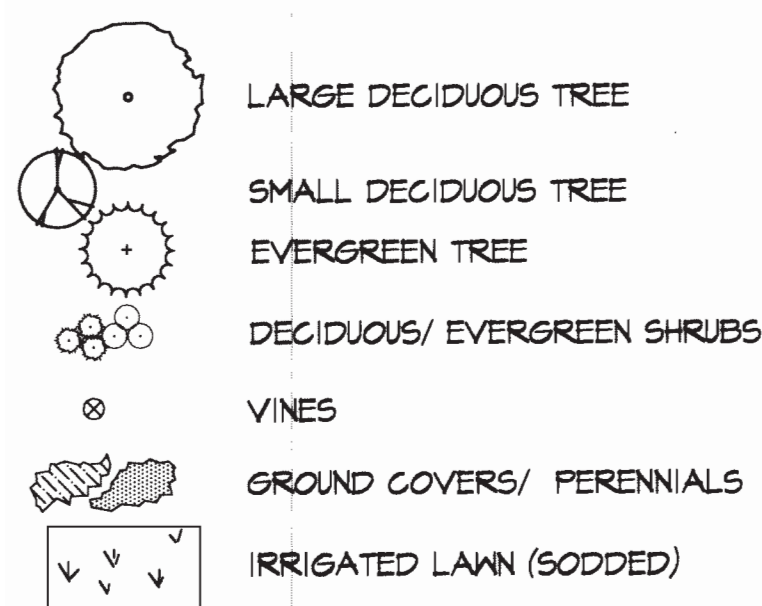 LARGE DECIDUOUS TREE
SMALL DECIDUOUS TREE
EVERGREEN TREE
DECIDUOUS/ EVERGREEN SHRUBS
VINES
GROUND COVERS/ PERENNIALS
IRRIGATED LAWN (SODDED)